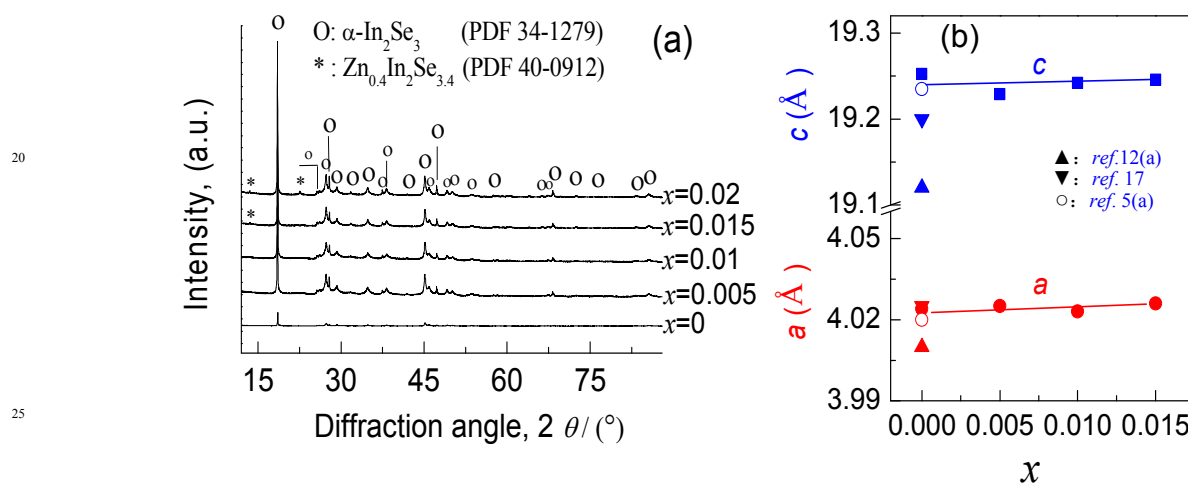 20
25
O: α-In2Se3 (PDF 34-1279)
* : Zn0.4In2Se3.4 (PDF 40-0912)
(a)
Intensity, (a.u.)
O
* * o o O o O O O o O O O o O O O O O o o O O O O O
*
x=0.02
x=0.015
x=0.01
x=0.005
x=0
15 30 45 60 75
Diffraction angle, 2 θ/ (°)
(b)
c (Å)
19.3
19.2
19.1
c
▲: ref.12(a)
▼: ref. 17
○: ref. 5(a)
a (Å)
4.05
4.02
3.99
a
0.000 0.005 0.010 0.015
x